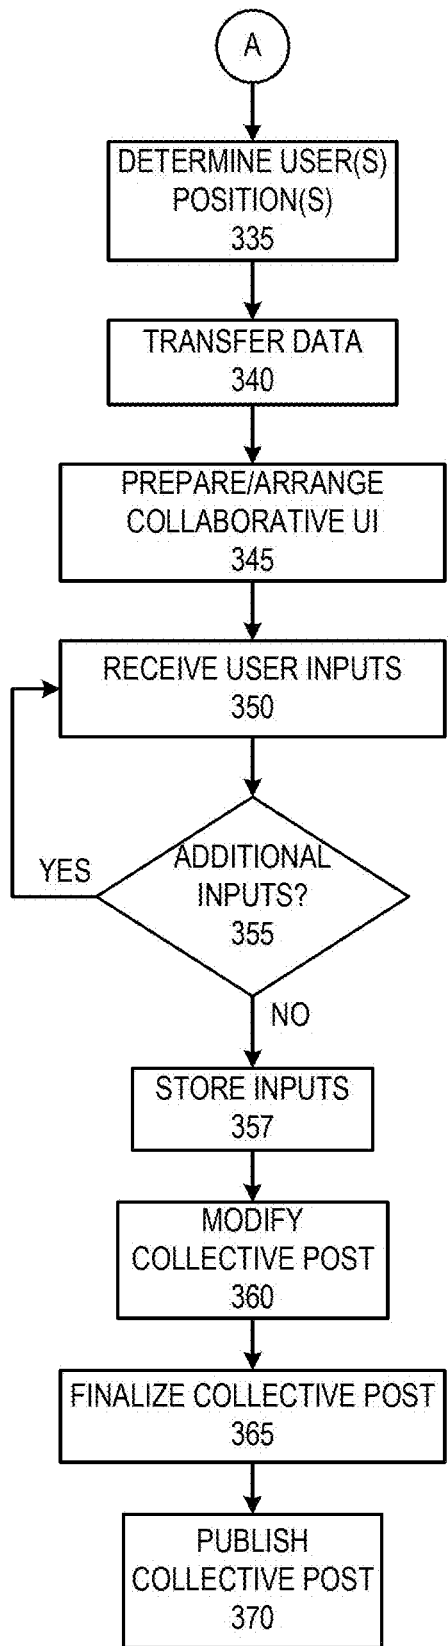 A
DETERMINE USER(S)
POSITION(S)
335
TRANSFER DATA
340
PREPARE/ARRANGE
COLLABORATIVE UI
345
RECEIVE USER INPUTS
350
YES
ADDITIONAL
INPUTS?
355
NO
STORE INPUTS
357
MODIFY
COLLECTIVE POST
360
FINALIZE COLLECTIVE POST
365
PUBLISH
COLLECTIVE POST
370